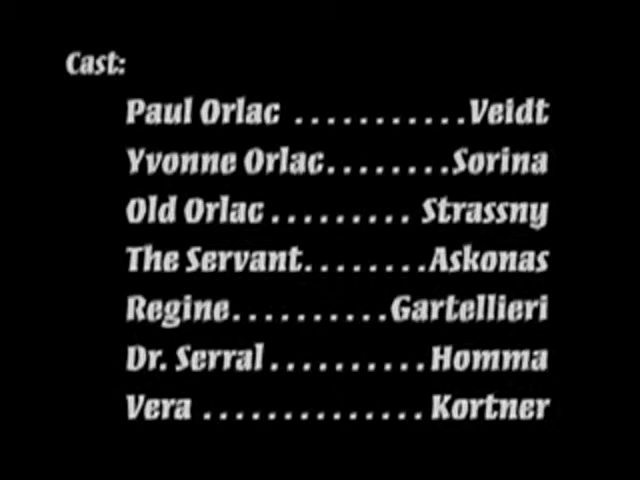 Cast:
Paul Orlac ...........Veidt
Yvonne Orlac........Sorina
Old Orlac......... Strassny
The Servant........Askonas
Regine..........Gartellieri
Dr. Serral..........Homma
Vera ..............Kortner